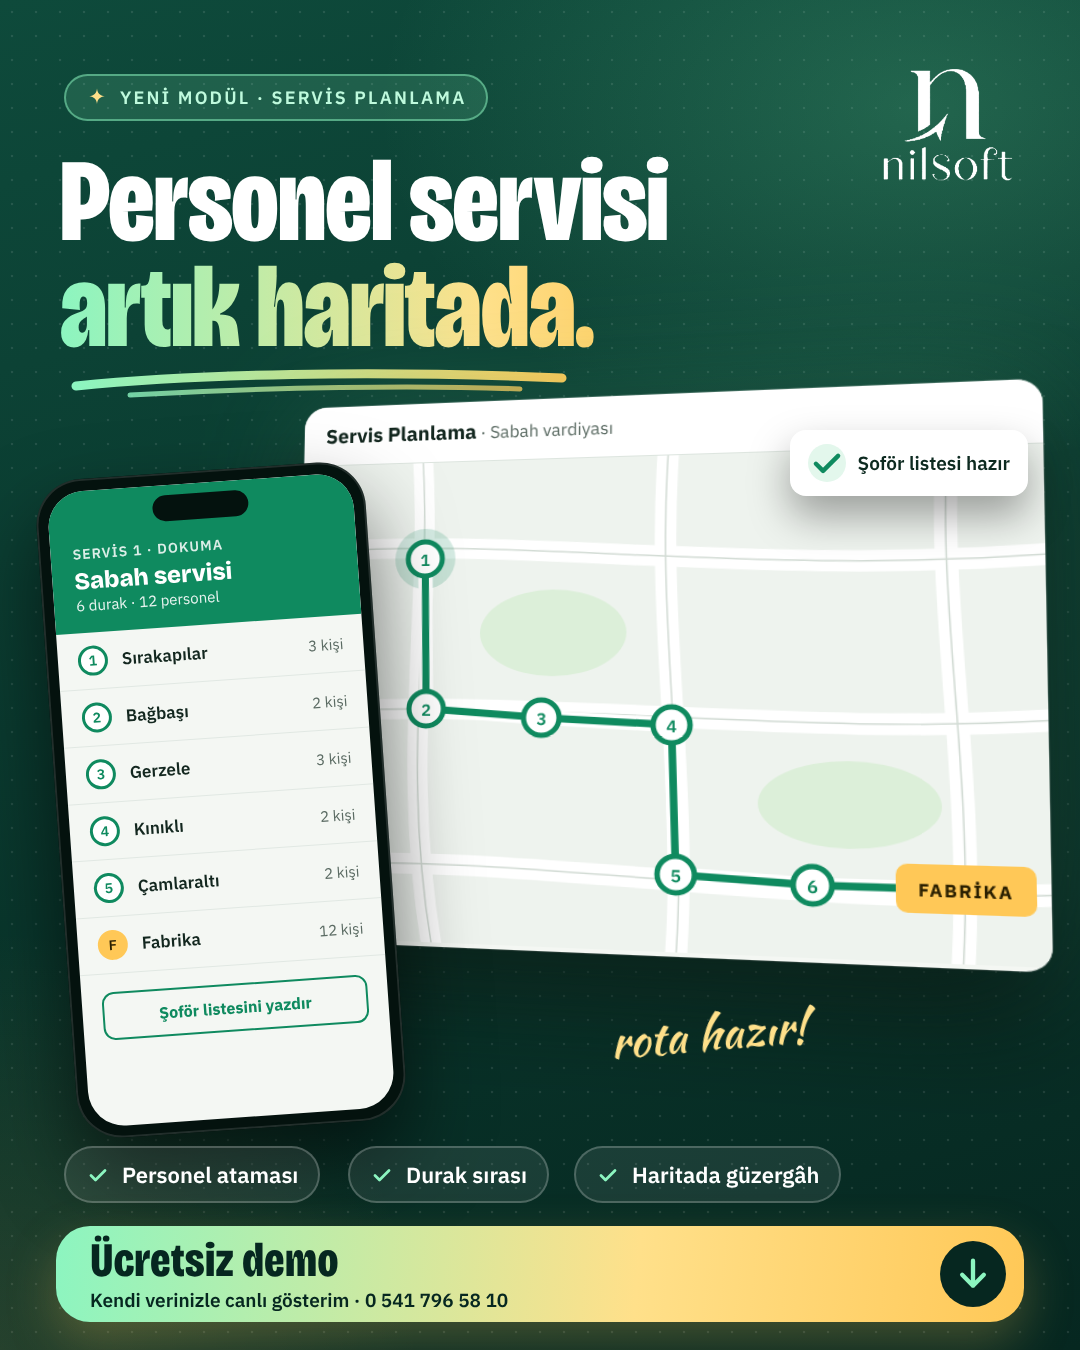 ✦ YENİ MODÜL · SERVİS PLANLAMA
nilsoft
Personel servisi
artık haritada.
Servis Planlama · Sabah vardiyası
Şoför listesi hazır
SERVİS 1 · DOKUMA
Sabah servisi
6 durak · 12 personel
1 Sırakapılar 3 kişi
2 Bağbaşı 2 kişi
3 Gerzele 3 kişi
4 Kınıklı 2 kişi
5 Çamlaraltı 2 kişi
F Fabrika 12 kişi
Şoför listesini yazdır
1
2
3
4
5
6
FABRİKA
rota hazır!
Personel ataması
Durak sırası
Haritada güzergâh
Ücretsiz demo
Kendi verinizle canlı gösterim · 0 541 796 58 10